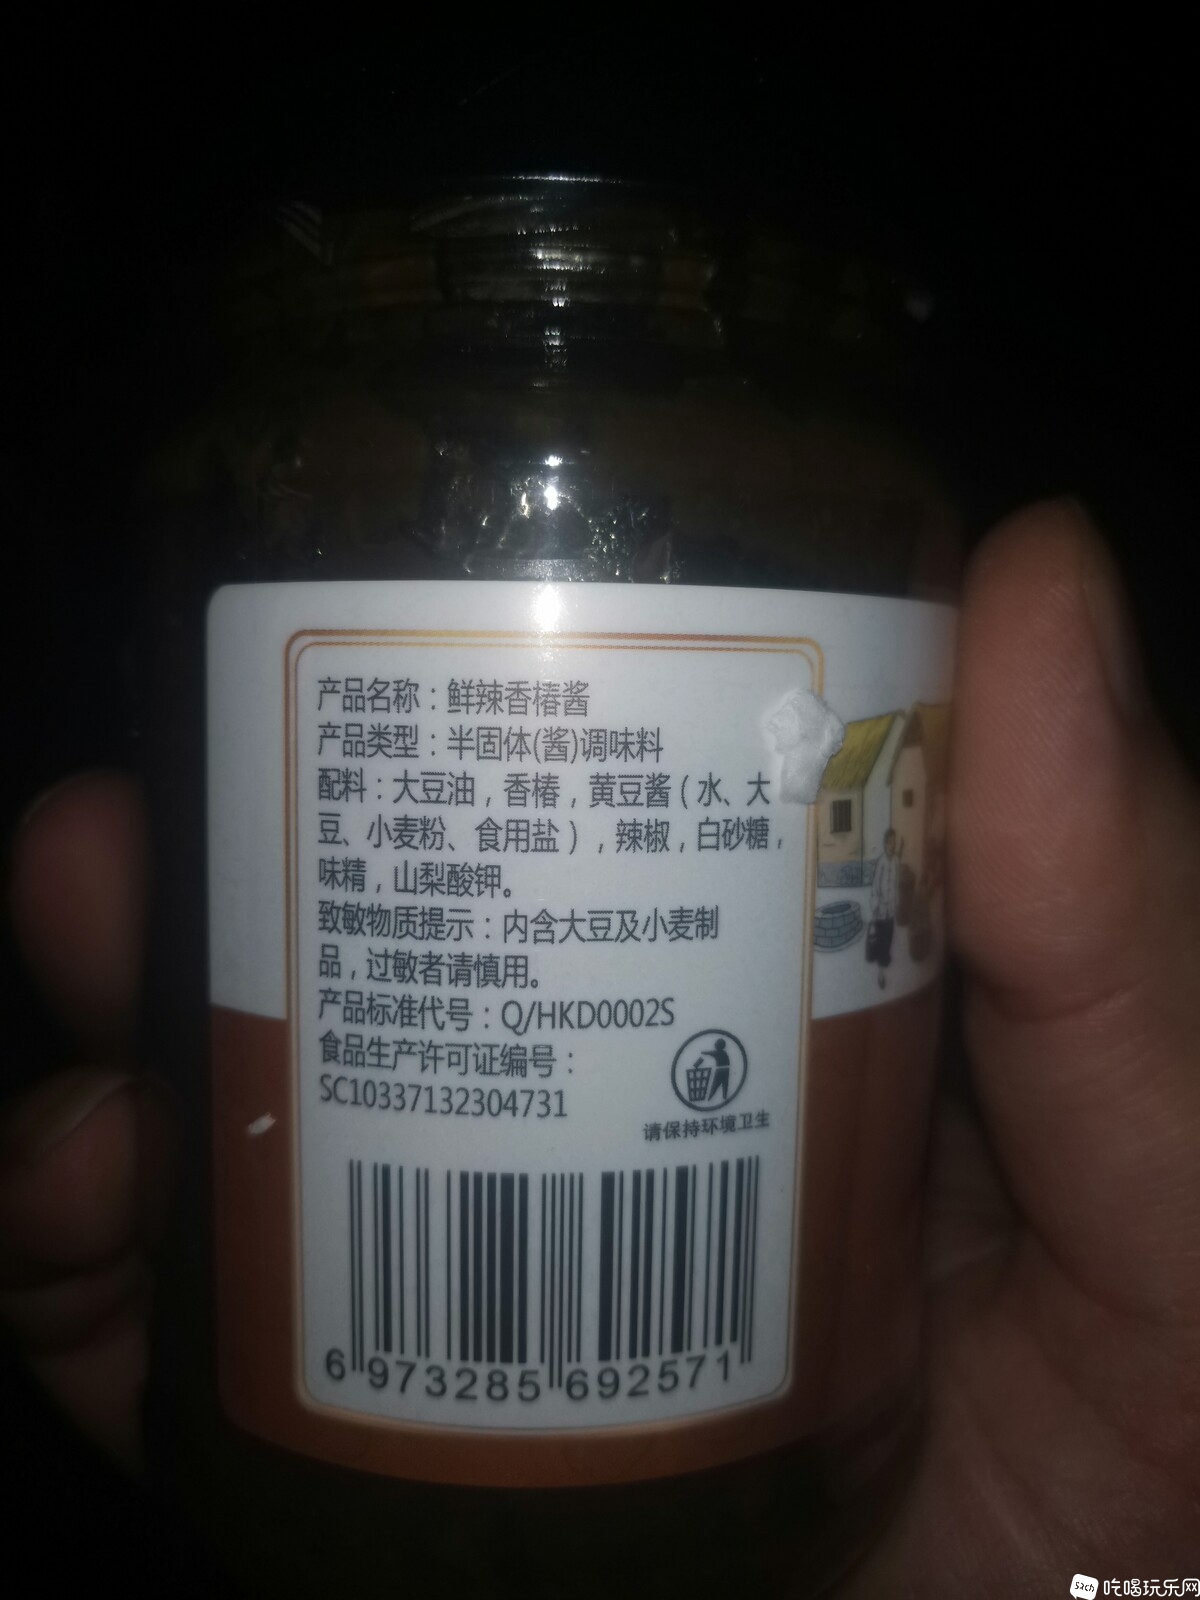 产品名称：鲜辣香椿酱
产品类型：半固体(酱)调味料
配料：大豆油，香椿，黄豆酱（水、大
豆、小麦粉、食用盐），辣椒，白砂糖，
味精，山梨酸钾。
致敏物质提示：内含大豆及小麦制
品，过敏者请慎用。
产品标准代号：Q/HKD0002S
食品生产许可证编号：
SC10337132304731
请保持环境卫生
6 973285 692571
52ch 吃喝玩乐网